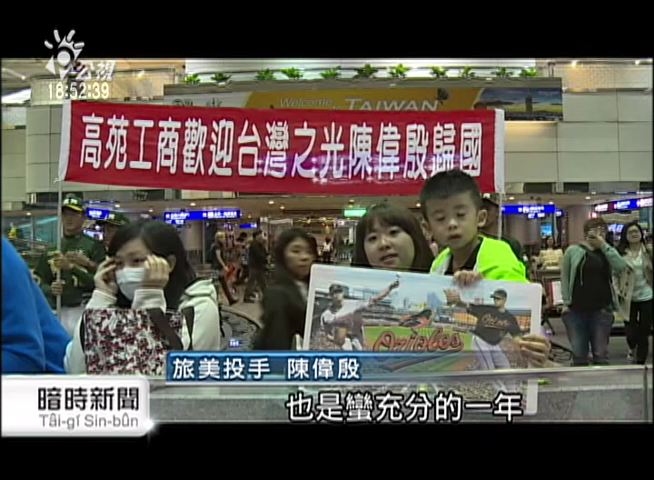 公視
18:52:39
Welcome TAIWAN
高苑工商歡迎台灣之光陳偉殷歸國
Orioles
旅美投手 陳偉殷
暗時新聞
Tâi-gí Sin-bûn
也是蠻充分的一年